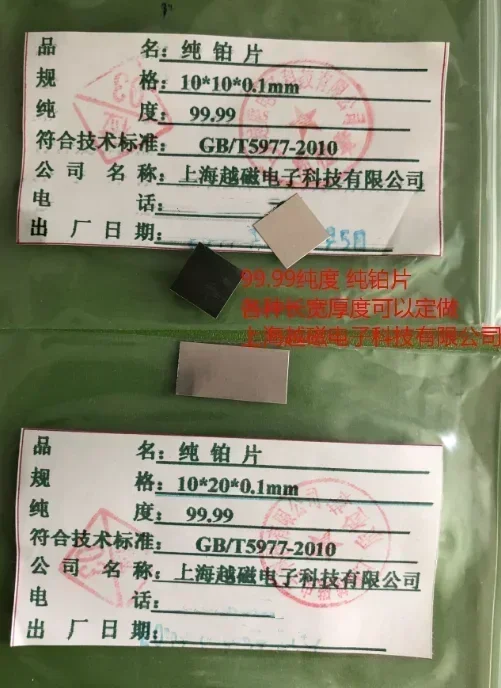 品 名：纯 铂 片
规 格：10*10*0.1mm
纯 度：99.99
符合技术标准： GB/T5977-2010
公 司 名 称：上海越磁电子科技有限公司
电 话：
出 厂 日 期：
99.99纯度 纯铂片
各种长宽厚度可以定做
上海越磁电子科技有限公司
品 名：纯 铂 片
规 格：10*20*0.1mm
纯 度：99.99
符合技术标准： GB/T5977-2010
公 司 名 称：上海越磁电子科技有限公司
电 话：
出 厂 日 期：